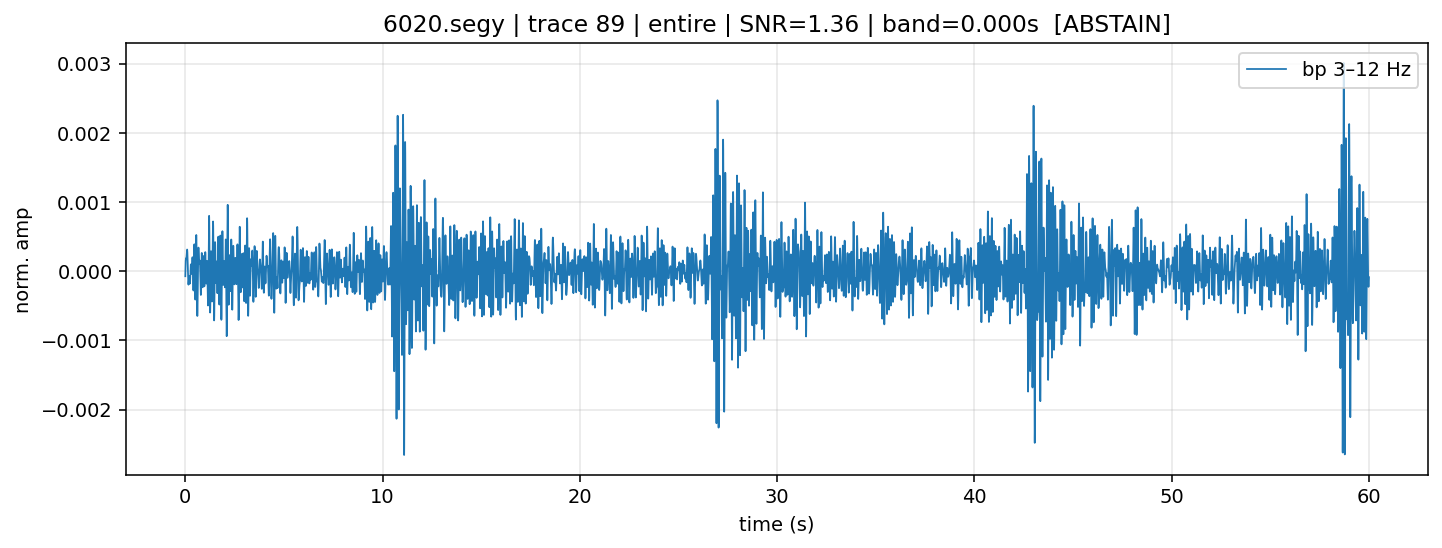 6020.segy | trace 89 | entire | SNR=1.36 | band=0.000s  [ABSTAIN]
bp 3–12 Hz
norm. amp
0.003
0.002
0.001
0.000
−0.001
−0.002
0 10 20 30 40 50 60
time (s)